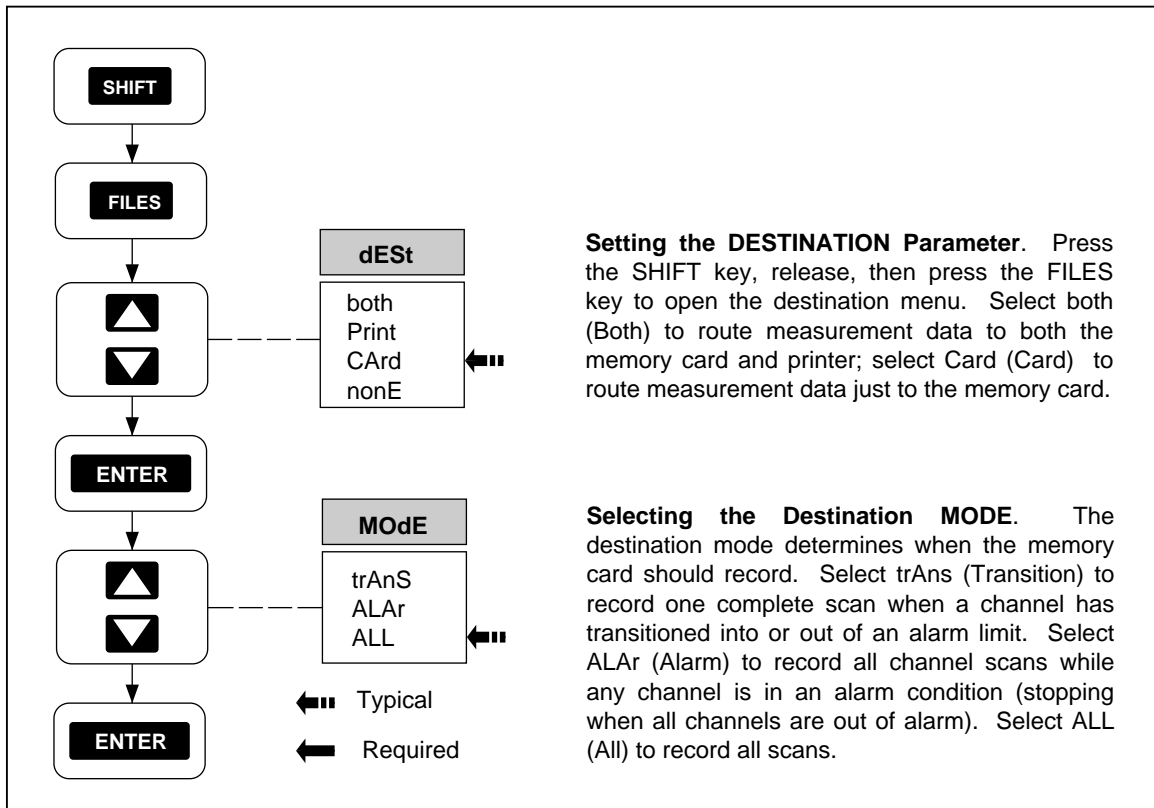 SHIFT
FILES
dESt
both
Print
CArd
nonE
Setting the DESTINATION Parameter. Press
the SHIFT key, release, then press the FILES
key to open the destination menu. Select both
(Both) to route measurement data to both the
memory card and printer; select Card (Card) to
route measurement data just to the memory card.
ENTER
MOdE
trAnS
ALAr
ALL
Typical
Required
Selecting the Destination MODE. The
destination mode determines when the memory
card should record. Select trAns (Transition) to
record one complete scan when a channel has
transitioned into or out of an alarm limit. Select
ALAr (Alarm) to record all channel scans while
any channel is in an alarm condition (stopping
when all channels are out of alarm). Select ALL
(All) to record all scans.
ENTER